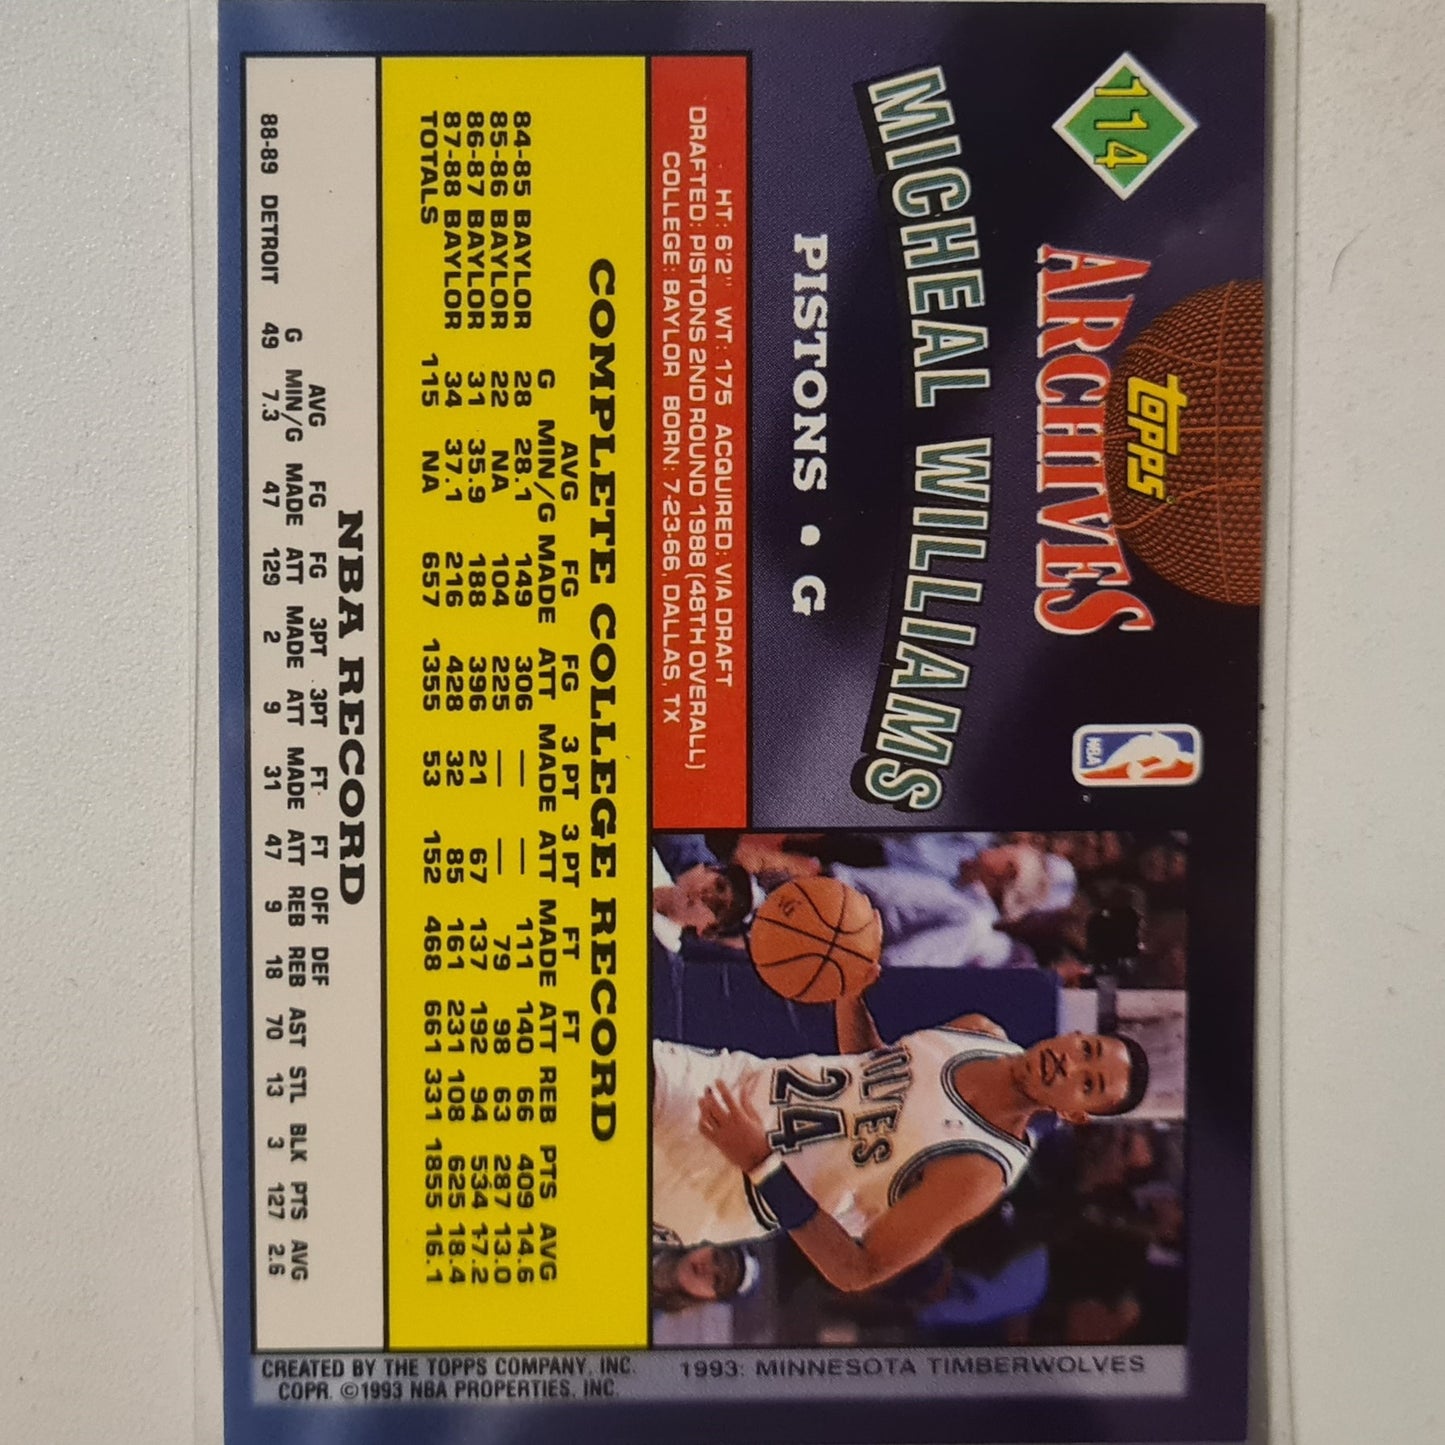 114
topps
ARCHIVES
NBA
MICHEAL WILLIAMS
PISTONS • G
HT: 6'2" WT: 175 ACQUIRED: VIA DRAFT
DRAFTED: PISTONS 2ND ROUND 1988 (48TH OVERALL)
COLLEGE: BAYLOR BORN: 7-23-66, DALLAS, TX
WOLVES
24
COMPLETE COLLEGE RECORD
AVG FG FG 3 PT 3 PT FT FT
G MIN/G MADE ATT MADE ATT MADE ATT REB PTS AVG
84-85 BAYLOR 28 28.1 149 306 — — 111 140 66 409 14.6
85-86 BAYLOR 22 NA 104 225 — — 79 98 63 287 13.0
86-87 BAYLOR 31 35.9 188 396 21 67 137 192 94 534 17.2
87-88 BAYLOR 34 37.1 216 428 32 85 161 231 108 625 18.4
TOTALS 115 NA 657 1355 53 152 468 661 331 1855 16.1
NBA RECORD
AVG FG FG 3PT 3PT FT FT OFF DEF
G MIN/G MADE ATT MADE ATT MADE ATT REB REB AST STL BLK PTS AVG
88-89 DETROIT 49 7.3 47 129 2 9 31 47 9 18 70 13 3 127 2.6
1993: MINNESOTA TIMBERWOLVES
CREATED BY THE TOPPS COMPANY, INC.
COPR. ©1993 NBA PROPERTIES, INC.